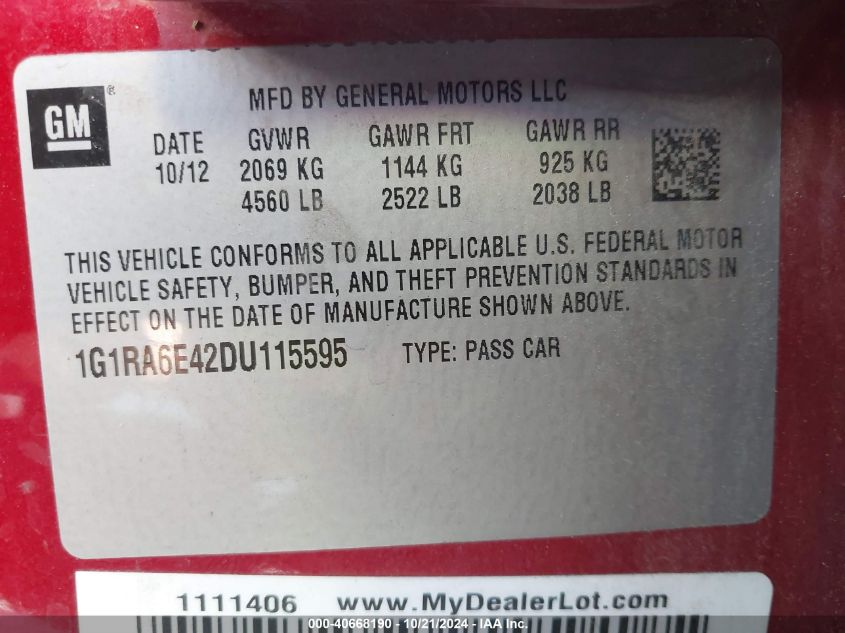 MFD BY GENERAL MOTORS LLC
GM ®
DATE GVWR GAWR FRT GAWR RR
10/12 2069 KG 1144 KG 925 KG
4560 LB 2522 LB 2038 LB
THIS VEHICLE CONFORMS TO ALL APPLICABLE U.S. FEDERAL MOTOR
VEHICLE SAFETY, BUMPER, AND THEFT PREVENTION STANDARDS IN
EFFECT ON THE DATE OF MANUFACTURE SHOWN ABOVE.
1G1RA6E42DU115595 TYPE: PASS CAR
1111406 www.MyDealerLot.com
000-40668190 - 10/21/2024 - IAA Inc.